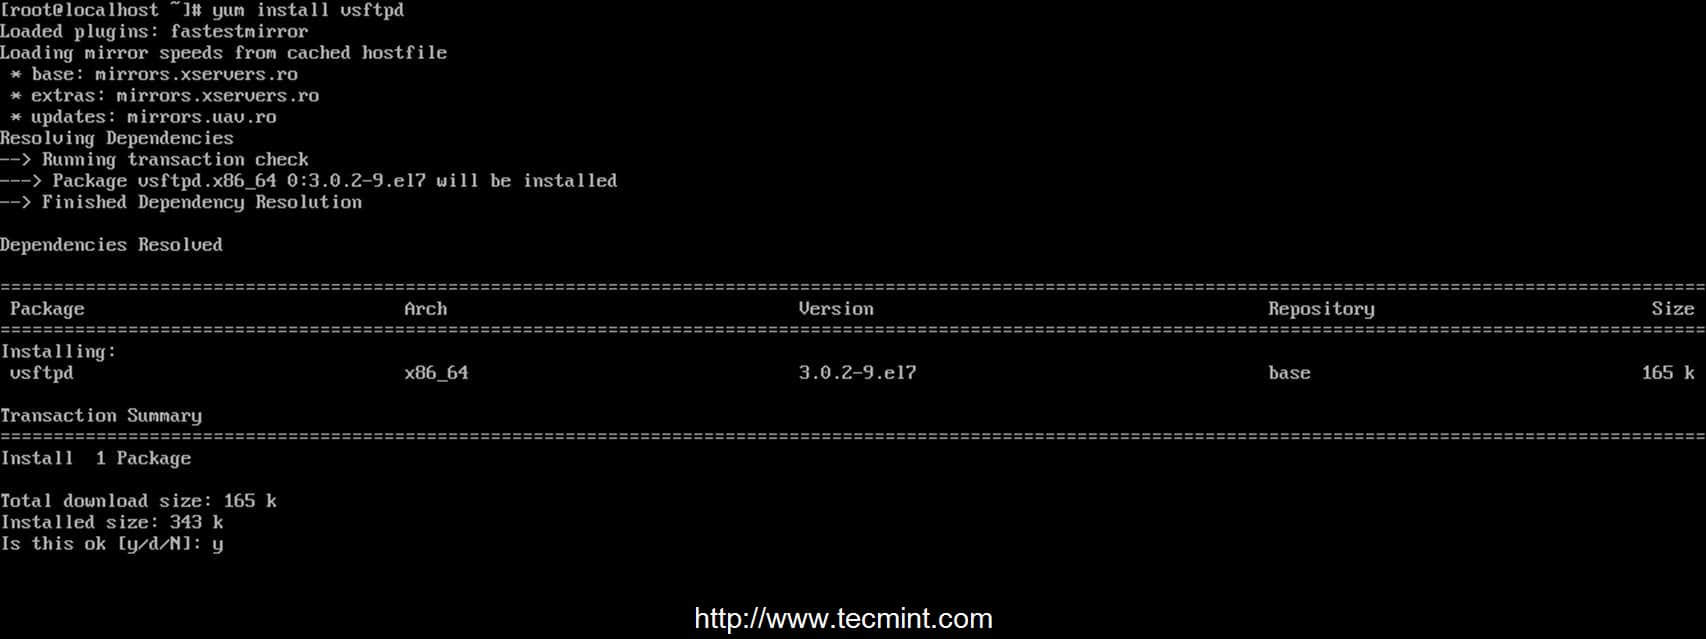 [root@localhost ~]# yum install vsftpd
Loaded plugins: fastestmirror
Loading mirror speeds from cached hostfile
 * base: mirrors.xservers.ro
 * extras: mirrors.xservers.ro
 * updates: mirrors.uav.ro
Resolving Dependencies
--> Running transaction check
---> Package vsftpd.x86_64 0:3.0.2-9.el7 will be installed
--> Finished Dependency Resolution
Dependencies Resolved
Package Arch Version Repository Size
Installing:
vsftpd x86_64 3.0.2-9.el7 base 165 k
Transaction Summary
Install  1 Package
Total download size: 165 k
Installed size: 343 k
Is this ok [y/d/N]: y
http://www.tecmint.com